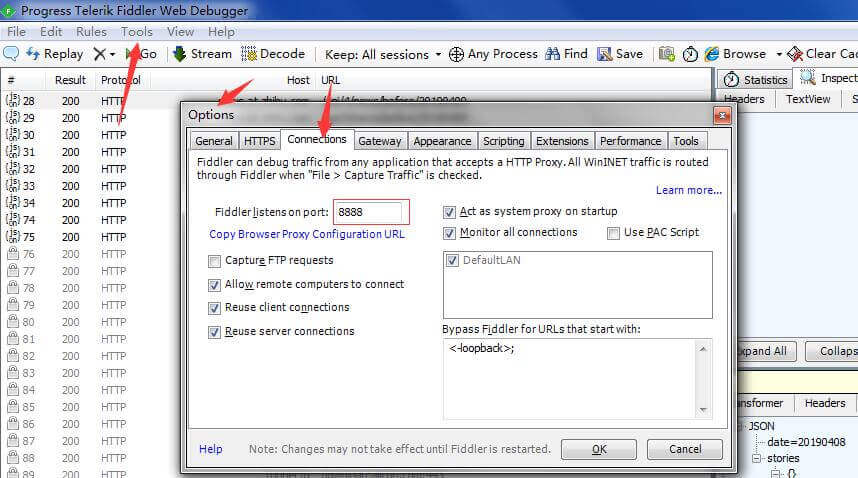 Progress Telerik Fiddler Web Debugger
File Edit Rules Tools View Help
Replay Go Stream Decode Keep: All sessions Any Process Find Save Browse Clear Cac
# Result Protocol Host URL
Statistics Inspect
Headers TextView S
28 200 HTTP
29 200 HTTP
30 200 HTTP
31 200 HTTP
32 200 HTTP
33 200 HTTP
34 200 HTTP
74 200 HTTP
75 200 HTTP
76 200 HTTP
77 200 HTTP
78 200 HTTP
79 200 HTTP
80 200 HTTP
81 200 HTTP
82 200 HTTP
83 200 HTTP
84 200 HTTP
85 200 HTTP
86 200 HTTP
87 200 HTTP
88 200 HTTP
89 200 HTTP
Options
General HTTPS Connections Gateway Appearance Scripting Extensions Performance Tools
Fiddler can debug traffic from any application that accepts a HTTP Proxy. All WinINET traffic is routed
through Fiddler when "File > Capture Traffic" is checked.
Learn more...
Fiddler listens on port: 8888
Copy Browser Proxy Configuration URL
Capture FTP requests
Allow remote computers to connect
Reuse client connections
Reuse server connections
Act as system proxy on startup
Monitor all connections Use PAC Script
DefaultLAN
Bypass Fiddler for URLs that start with:
<-loopback>;
Help Note: Changes may not take effect until Fiddler is restarted. OK Cancel
xpand All Collaps
ansformer Headers
JSON
date=20190408
stories
{}